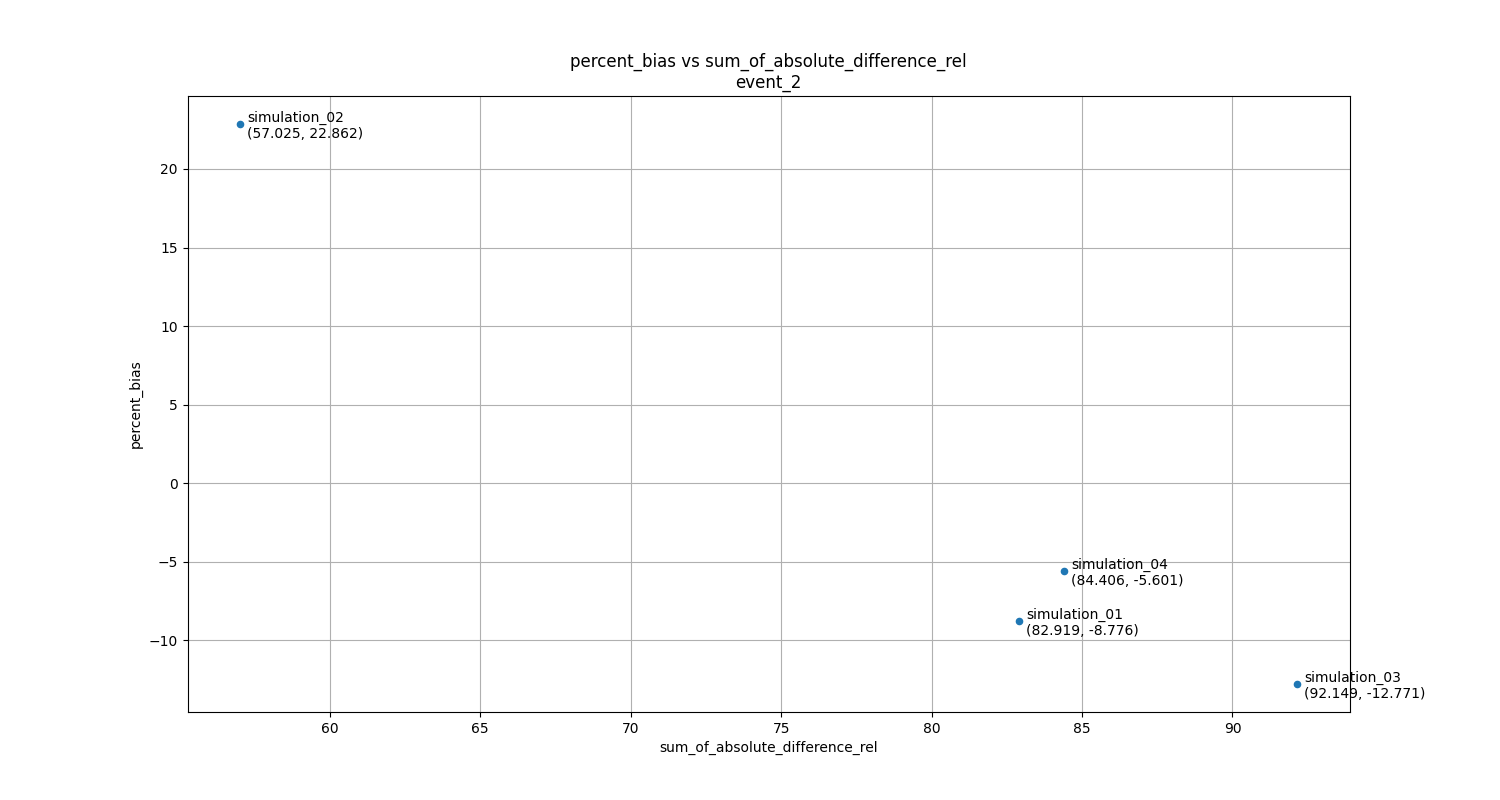 percent_bias vs sum_of_absolute_difference_rel
event_2
simulation_02
(57.025, 22.862)
20
15
10
5
0
−5
−10
percent_bias
simulation_04
(84.406, -5.601)
simulation_01
(82.919, -8.776)
simulation_03
(92.149, -12.771)
60 65 70 75 80 85 90
sum_of_absolute_difference_rel